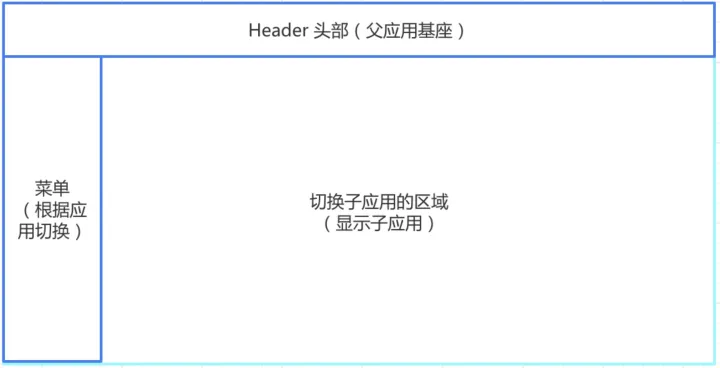 Header 头部（父应用基座）
菜单
（根据应
用切换）
切换子应用的区域
（显示子应用）